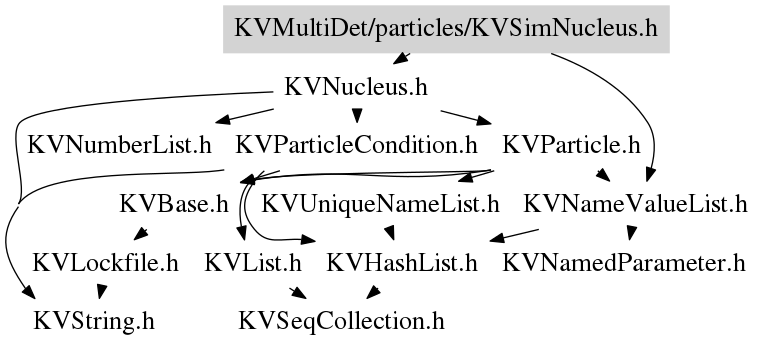 KVMultiDet/particles/KVSimNucleus.h
KVNucleus.h
KVNumberList.h
KVParticleCondition.h
KVParticle.h
KVBase.h
KVUniqueNameList.h
KVNameValueList.h
KVLockfile.h
KVList.h
KVHashList.h
KVNamedParameter.h
KVString.h
KVSeqCollection.h